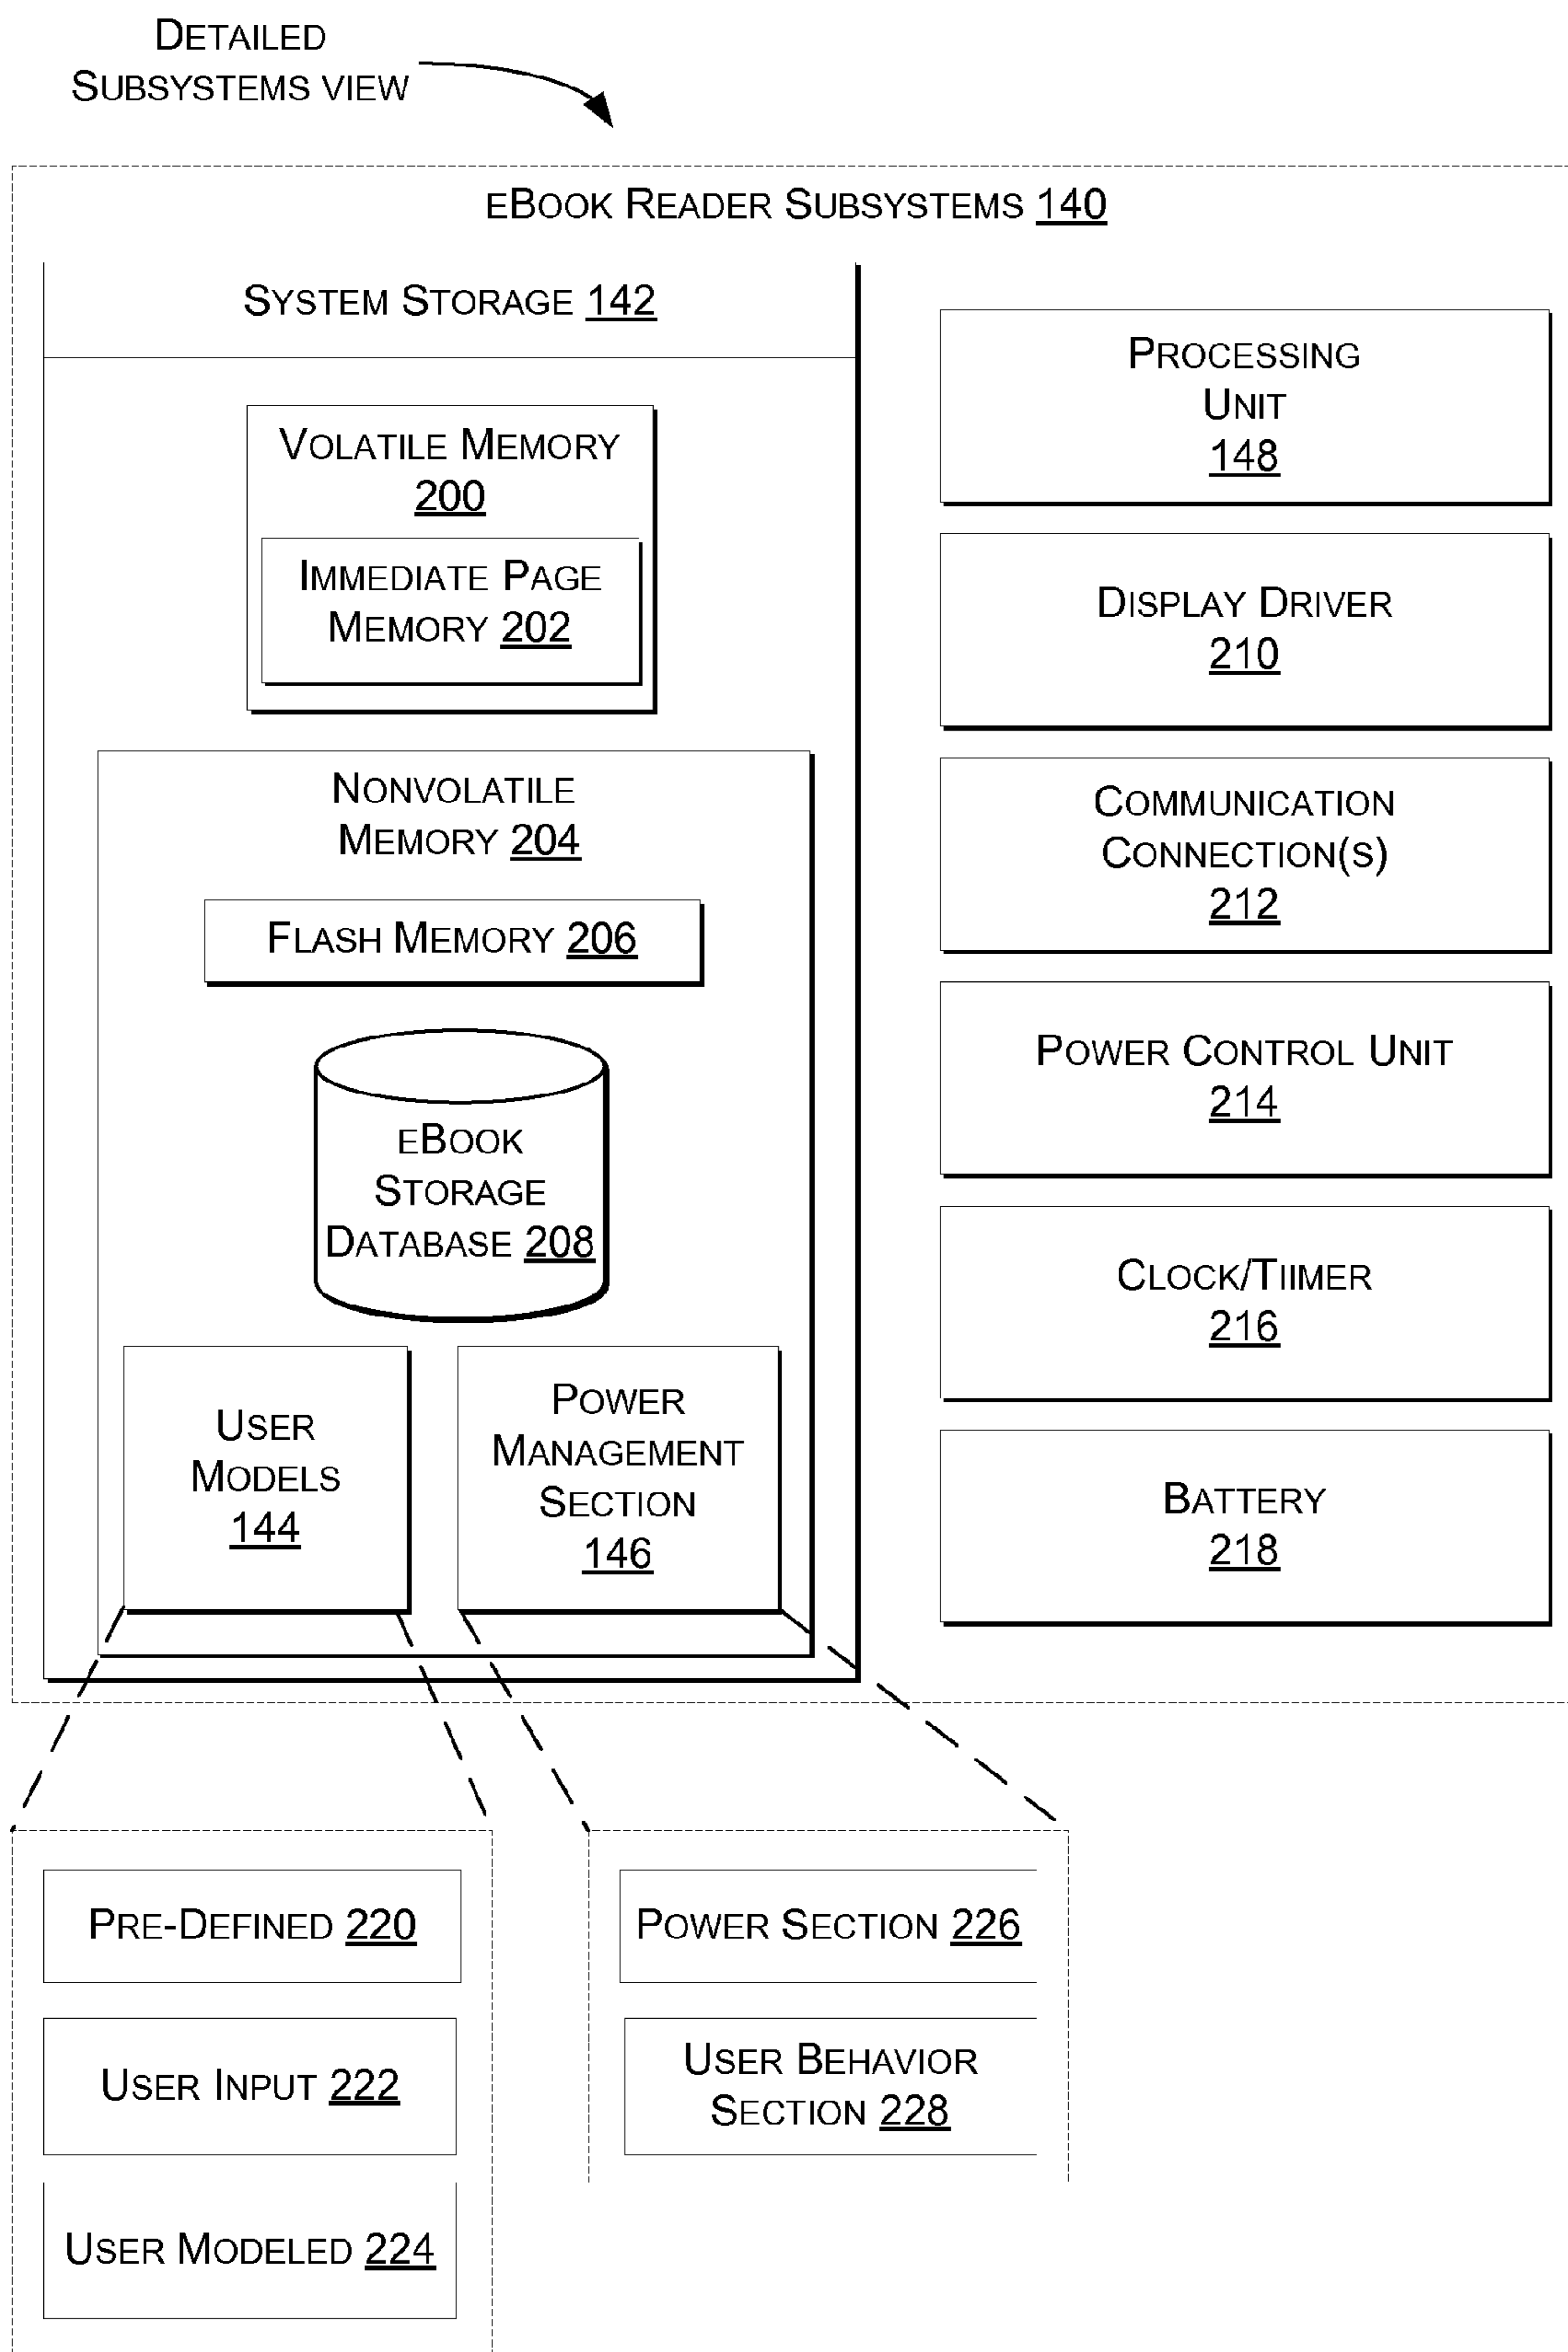 DETAILED
SUBSYSTEMS VIEW
EBOOK READER SUBSYSTEMS 140
SYSTEM STORAGE 142
VOLATILE MEMORY
200
IMMEDIATE PAGE
MEMORY 202
NONVOLATILE
MEMORY 204
FLASH MEMORY 206
EBOOK
STORAGE
DATABASE 208
USER
MODELS
144
POWER
MANAGEMENT
SECTION
146
PROCESSING
UNIT
148
DISPLAY DRIVER
210
COMMUNICATION
CONNECTION(S)
212
POWER CONTROL UNIT
214
CLOCK/TIIMER
216
BATTERY
218
PRE-DEFINED 220
USER INPUT 222
USER MODELED 224
POWER SECTION 226
USER BEHAVIOR
SECTION 228